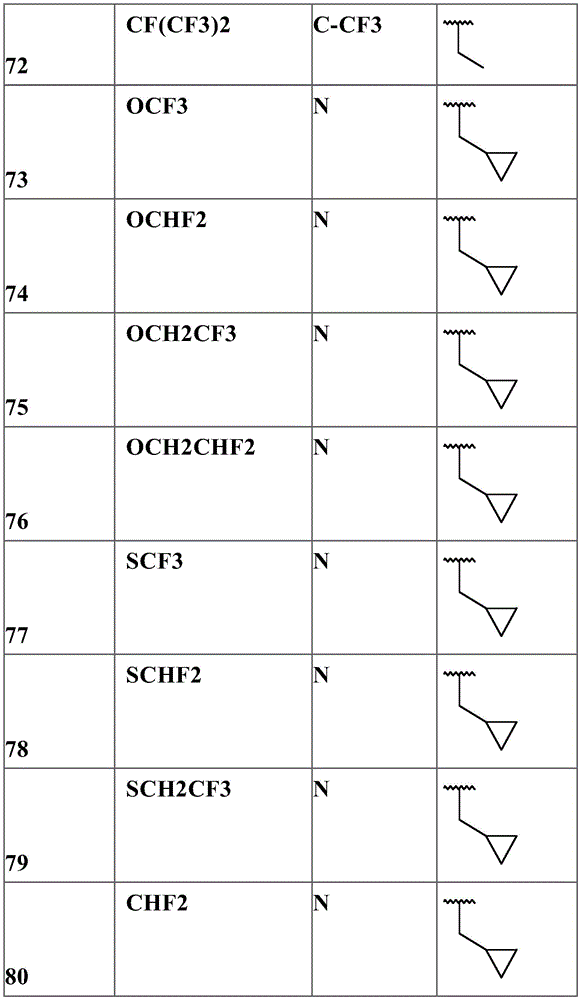 CF(CF3)2 C-CF3
72
OCF3 N
73
OCHF2 N
74
OCH2CF3 N
75
OCH2CHF2 N
76
SCF3 N
77
SCHF2 N
78
SCH2CF3 N
79
CHF2 N
80